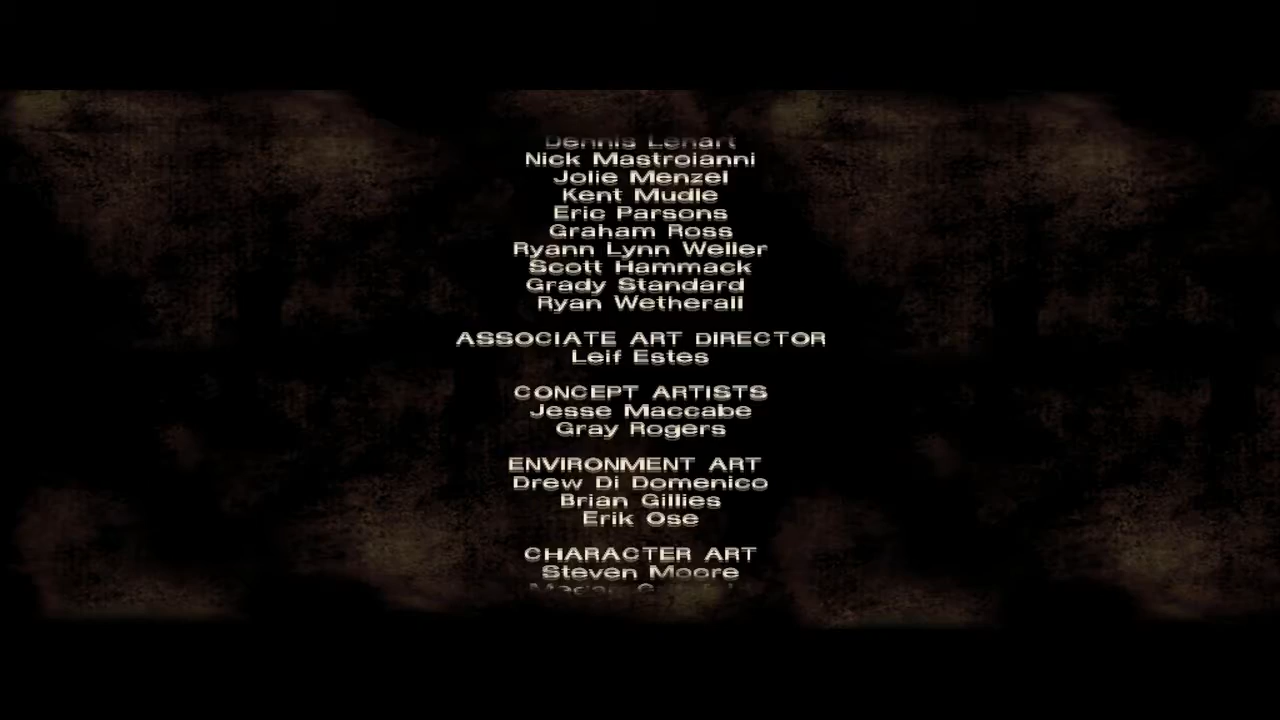 Dennis Lenart
Nick Mastroianni
Jolie Menzel
Kent Mudle
Eric Parsons
Graham Ross
Ryann Lynn Weller
Scott Hammack
Grady Standard
Ryan Wetherall
ASSOCIATE ART DIRECTOR
Leif Estes
CONCEPT ARTISTS
Jesse Maccabe
Gray Rogers
ENVIRONMENT ART
Drew Di Domenico
Brian Gillies
Erik Ose
CHARACTER ART
Steven Moore